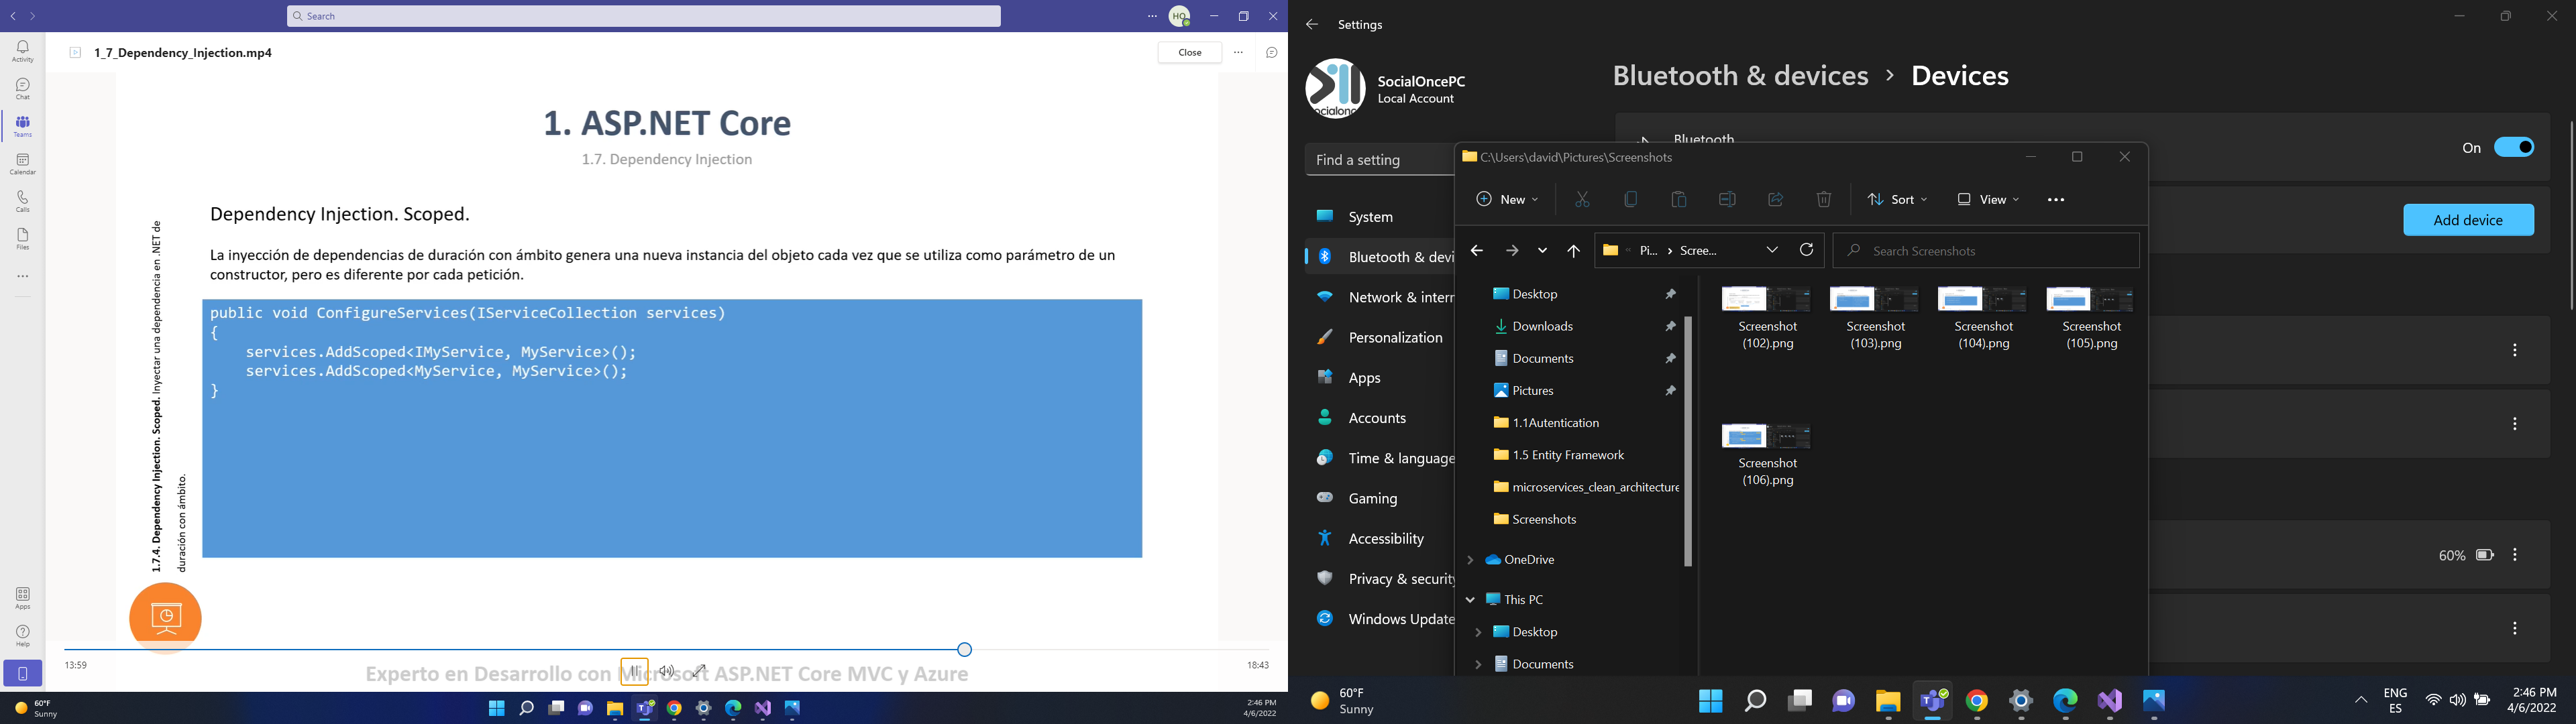 Search
HQ
1_7_Dependency_Injection.mp4
Close
Activity
Chat
Teams
Calendar
Calls
Files
Apps
Help
1. ASP.NET Core
1.7. Dependency Injection
Dependency Injection. Scoped.
La inyección de dependencias de duración con ámbito genera una nueva instancia del objeto cada vez que se utiliza como parámetro de un
constructor, pero es diferente por cada petición.
public void ConfigureServices(IServiceCollection services)
{
services.AddScoped<IMyService, MyService>();
services.AddScoped<MyService, MyService>();
}
1.7.4. Dependency Injection. Scoped. Inyectar una dependencia en .NET de
duración con ámbito.
13:59
18:43
Experto en Desarrollo con Microsoft ASP.NET Core MVC y Azure
60°F
Sunny
2:46 PM
4/6/2022
Settings
SocialOncePC
Local Account
socialonce
Find a setting
System
Bluetooth & devi
Network & intern
Personalization
Apps
Accounts
Time & language
Gaming
Accessibility
Privacy & security
Windows Update
Bluetooth & devices > Devices
Bluetooth
On
Add device
60%
C:\Users\david\Pictures\Screenshots
New
Sort
View
Pi... > Scree...
Search Screenshots
Desktop
Downloads
Documents
Pictures
1.1Autentication
1.5 Entity Framework
microservices_clean_architecture
Screenshots
OneDrive
This PC
Desktop
Documents
Screenshot
(102).png
Screenshot
(103).png
Screenshot
(104).png
Screenshot
(105).png
Screenshot
(106).png
60°F
Sunny
ENG
ES
2:46 PM
4/6/2022